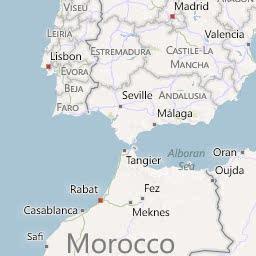 VISEU
Madrid
LEIRIA
CASTILE-LA
MANCHA
Valencia
Lisbon
ESTREMADURA
EVORA
BEJA
FARO
Seville
ANDALUSIA
Málaga
Tangier
Alboran
Sea
Oran
Oujda
Rabat
Fez
Casablanca
Meknes
Safi
Morocco